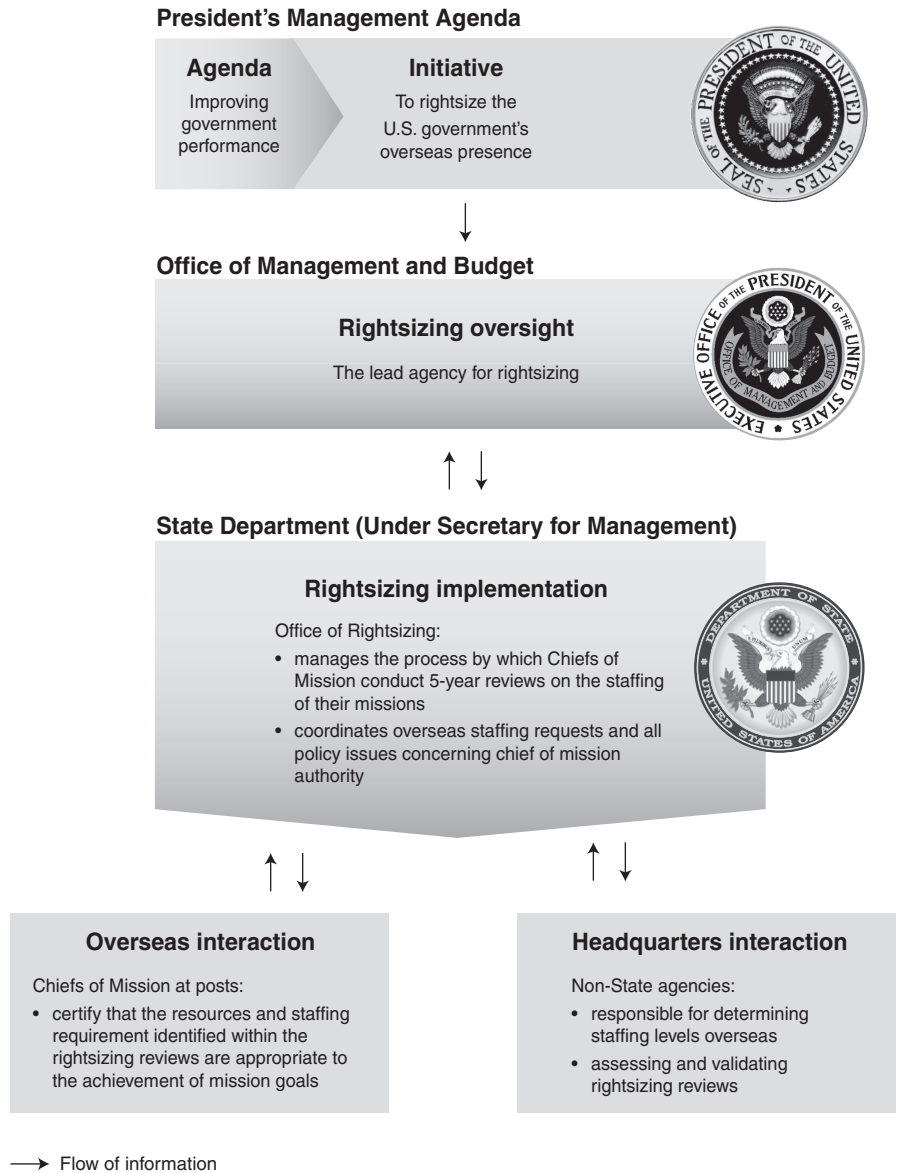 President’s Management Agenda
Agenda
Improving
government
performance
Initiative
To rightsize the
U.S. government’s
overseas presence
SEAL OF THE PRESIDENT OF THE UNITED STATES
Office of Management and Budget
Rightsizing oversight
The lead agency for rightsizing
EXECUTIVE OFFICE OF THE PRESIDENT OF THE UNITED STATES
OFFICE OF MANAGEMENT AND BUDGET
State Department (Under Secretary for Management)
Rightsizing implementation
Office of Rightsizing:
• manages the process by which Chiefs of
Mission conduct 5-year reviews on the staffing
of their missions
• coordinates overseas staffing requests and all
policy issues concerning chief of mission
authority
DEPARTMENT OF STATE
UNITED STATES OF AMERICA
Overseas interaction
Chiefs of Mission at posts:
• certify that the resources and staffing
requirement identified within the
rightsizing reviews are appropriate to
the achievement of mission goals
Headquarters interaction
Non-State agencies:
• responsible for determining
staffing levels overseas
• assessing and validating
rightsizing reviews
Flow of information